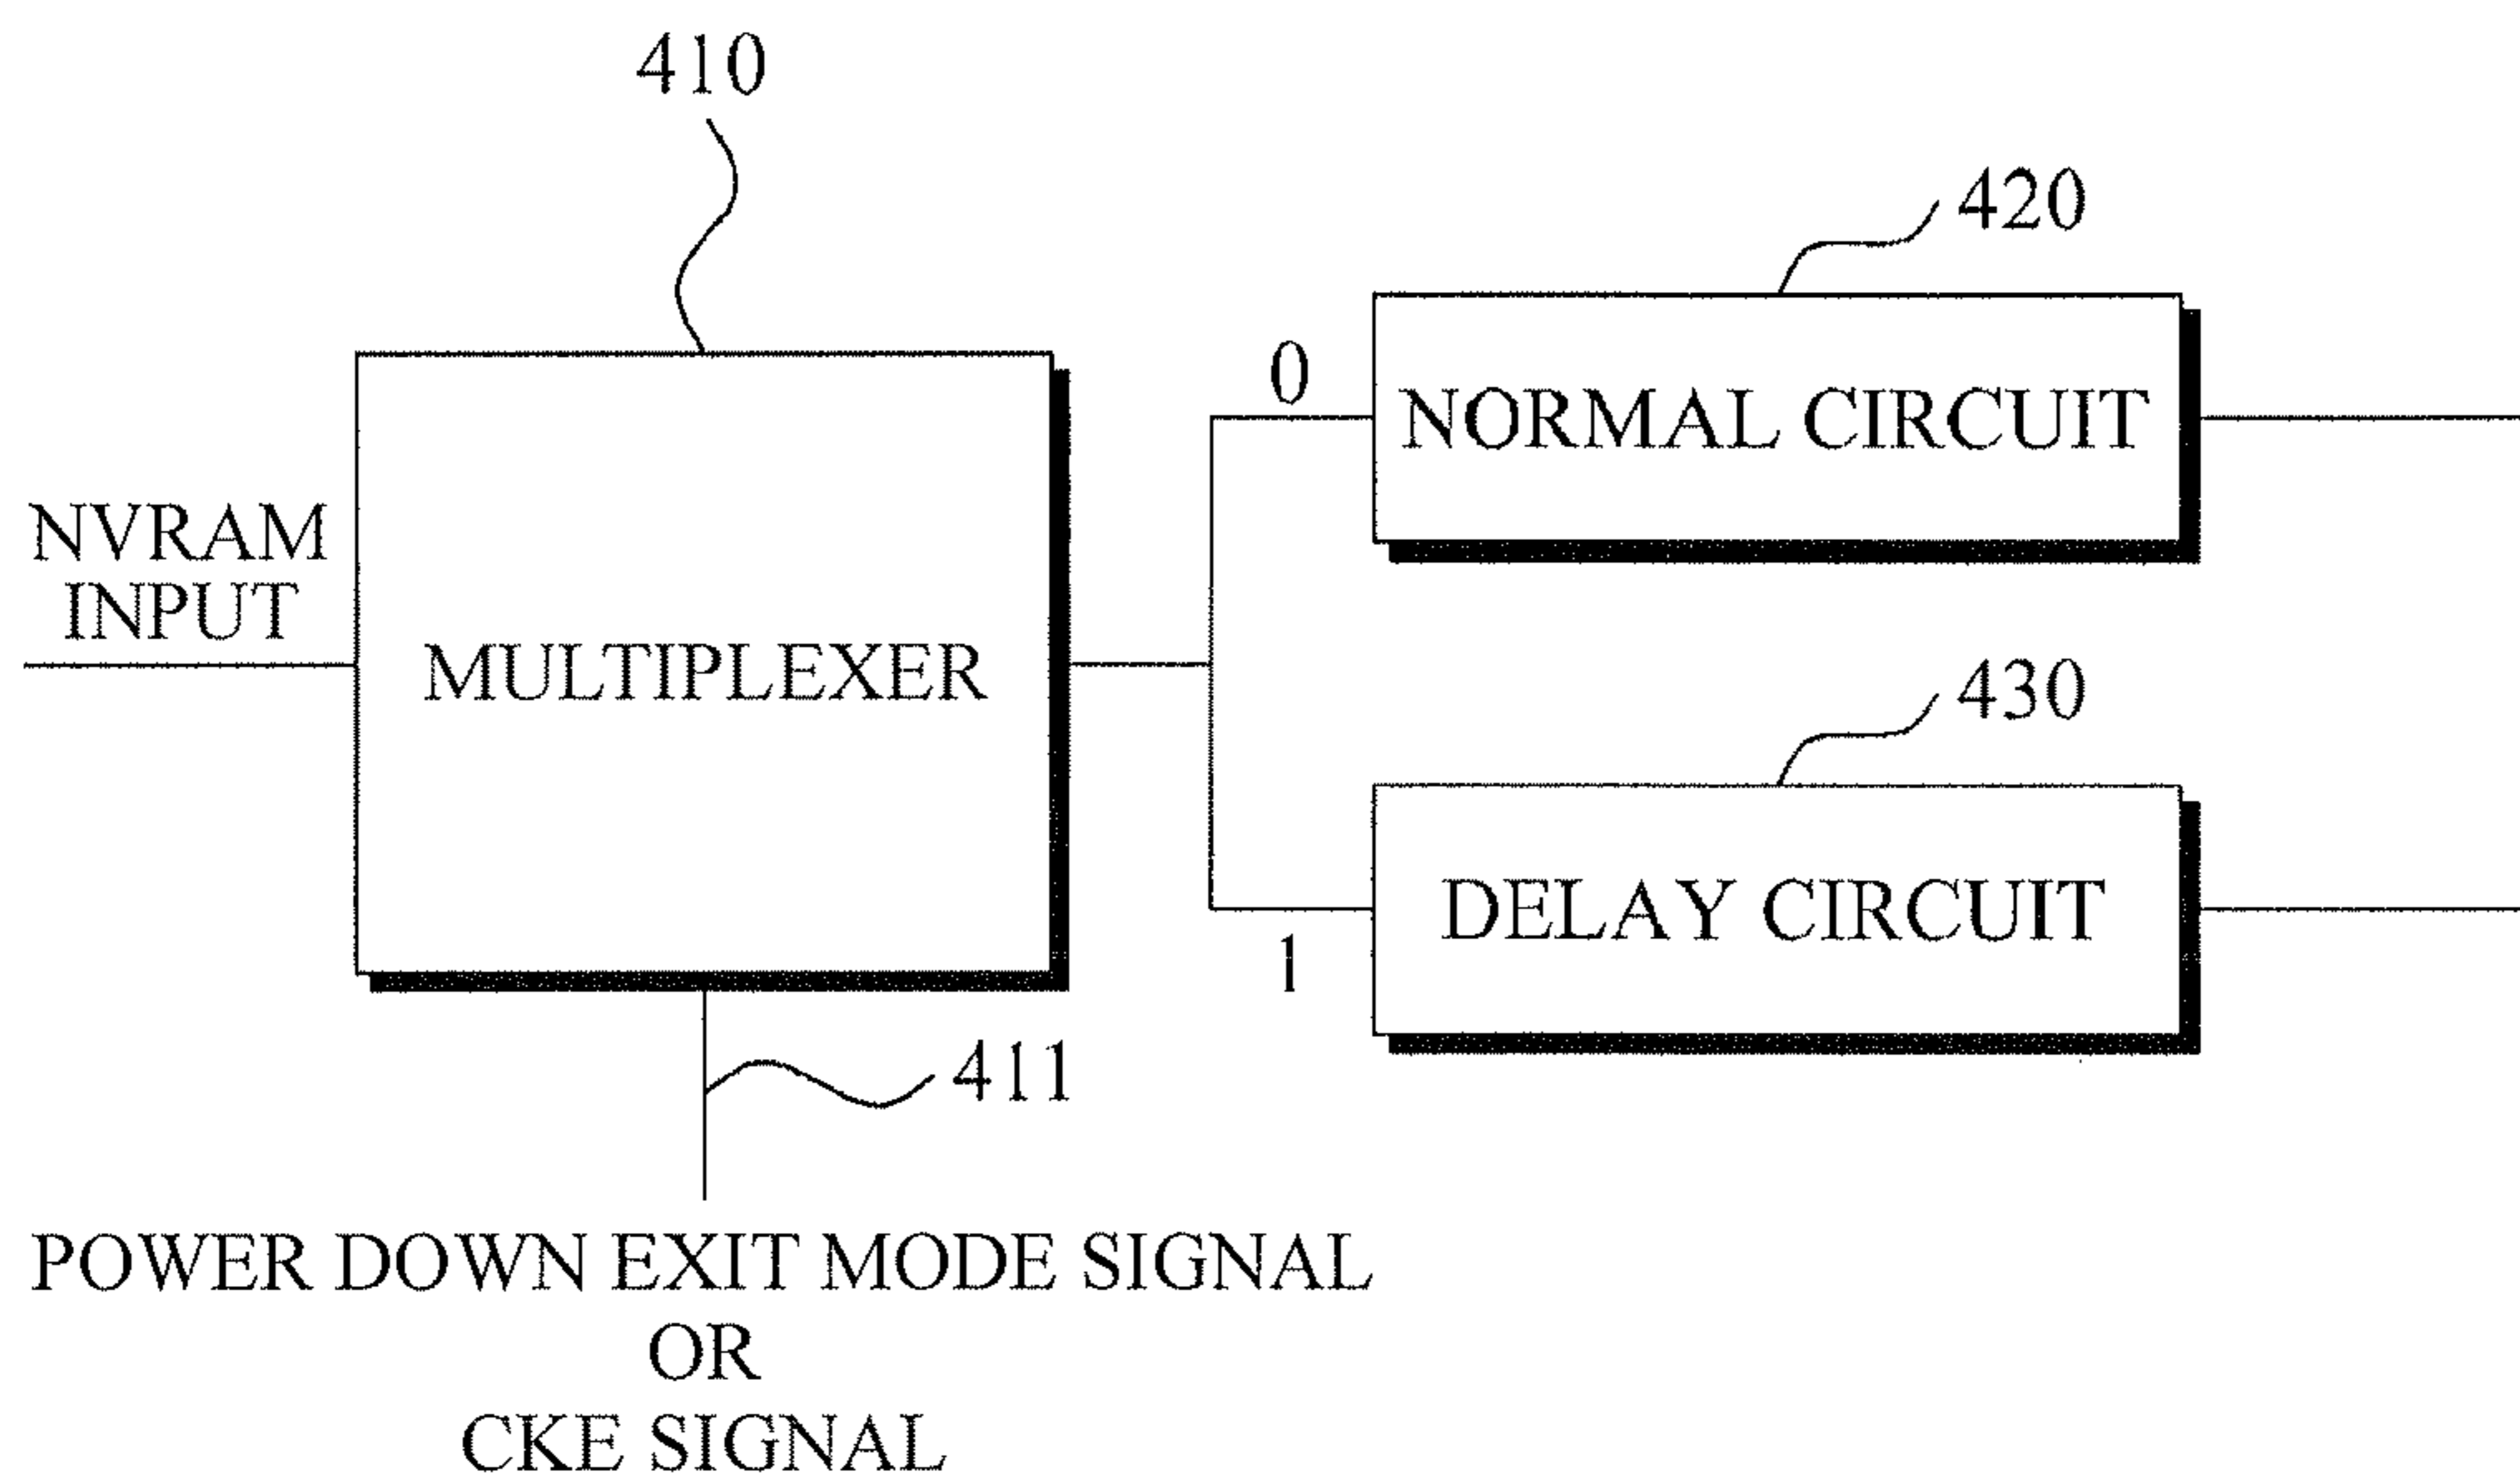 410
420
0
NORMAL CIRCUIT
NVRAM
INPUT
MULTIPLEXER
430
DELAY CIRCUIT
1
411
POWER DOWN EXIT MODE SIGNAL
OR
CKE SIGNAL